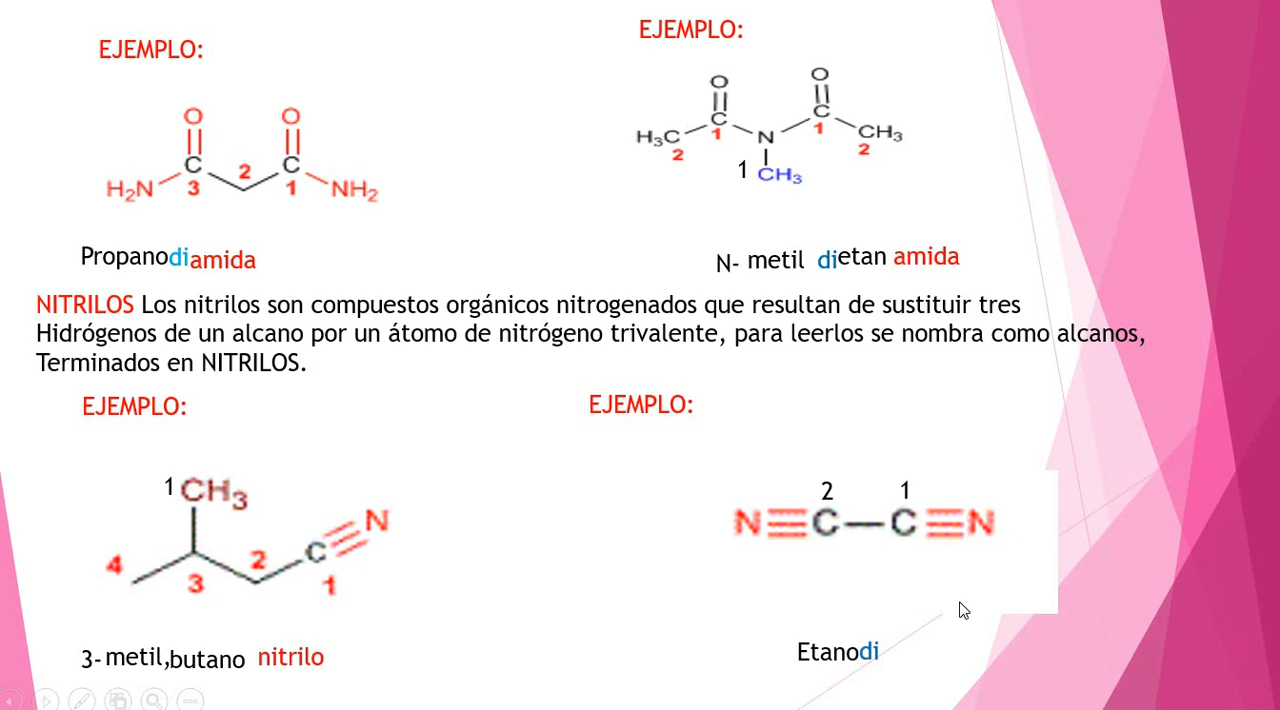 EJEMPLO:
EJEMPLO:
O
O
C
C
2
H₂N
3
1
NH₂
O
O
C
C
H₃C
1
N
1
CH₃
2
2
1
CH₃
Propanodiamida
N- metil dietan amida
NITRILOS Los nitrilos son compuestos orgánicos nitrogenados que resultan de sustituir tres
Hidrógenos de un alcano por un átomo de nitrógeno trivalente, para leerlos se nombra como alcanos,
Terminados en NITRILOS.
EJEMPLO:
EJEMPLO:
1 CH₃
N
C
4
2
3
1
2 1
N≡C—C≡N
3- metil,butano nitrilo
Etanodi